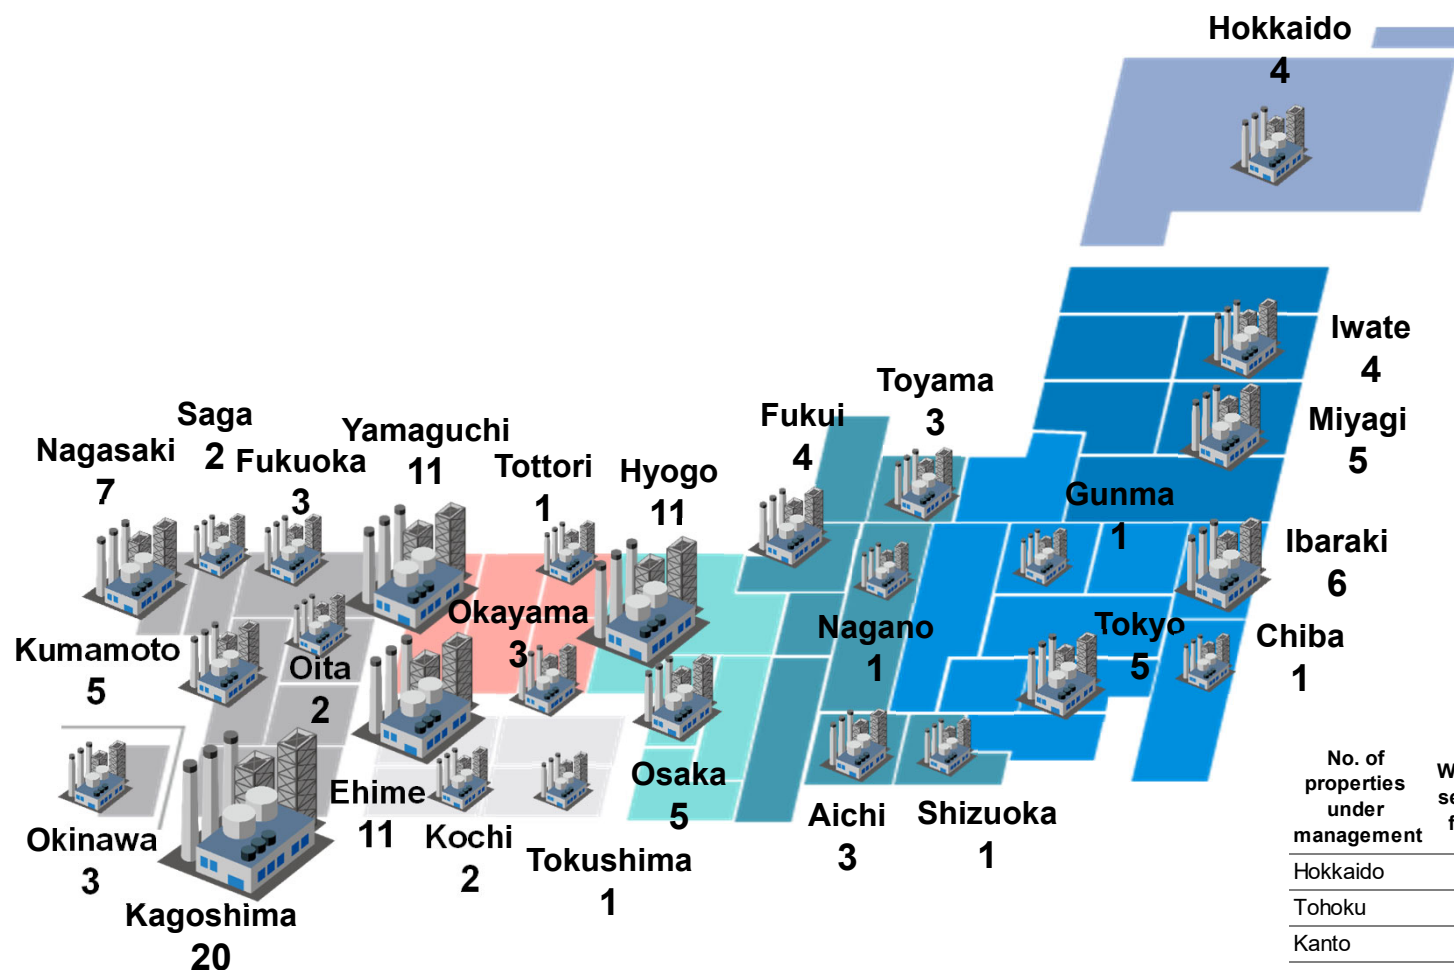 Hokkaido
4
Iwate
4
Miyagi
5
Toyama
3
Fukui
4
Saga
2
Nagasaki
7
Fukuoka
3
Yamaguchi
11
Tottori
1
Hyogo
11
Gunma
1
Ibaraki
6
Okayama
3
Nagano
1
Tokyo
5
Chiba
1
Kumamoto
5
Oita
2
Okinawa
3
Ehime
11
Kochi
2
Tokushima
1
Osaka
5
Aichi
3
Shizuoka
1
Kagoshima
20
No. of
properties
under
management
Hokkaido
Tohoku
Kanto